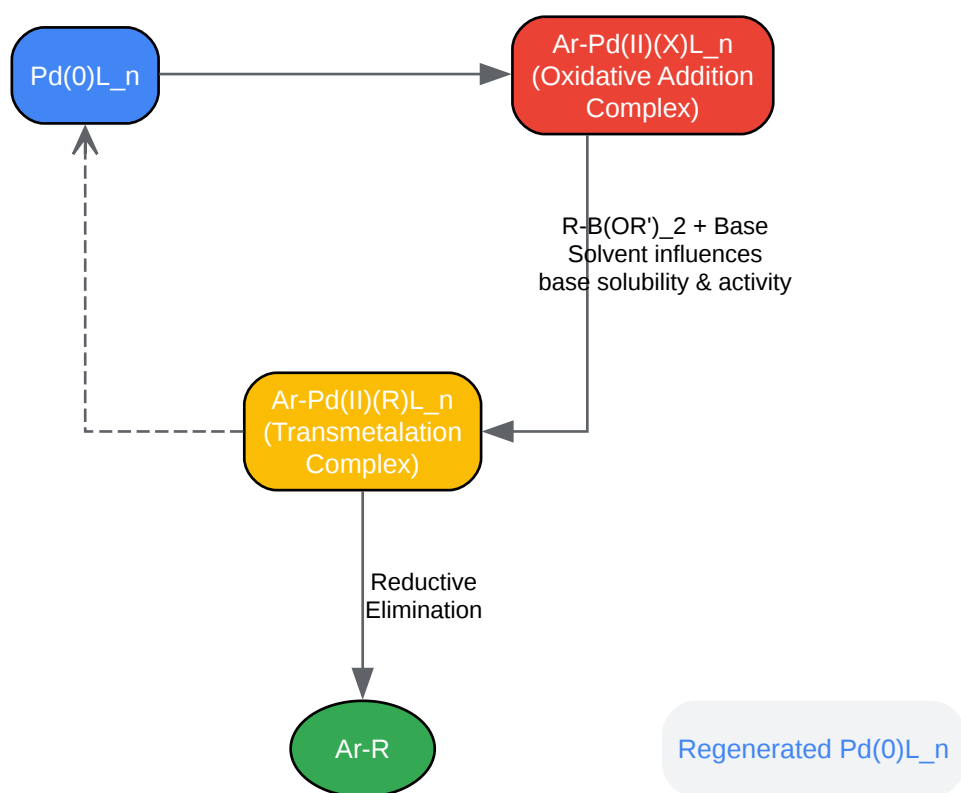 Pd(0)L_n
Ar-Pd(II)(X)L_n
(Oxidative Addition
Complex)
R-B(OR')_2 + Base
Solvent influences
base solubility & activity
Ar-Pd(II)(R)L_n
(Transmetalation
Complex)
Reductive
Elimination
Ar-R
Regenerated Pd(0)L_n